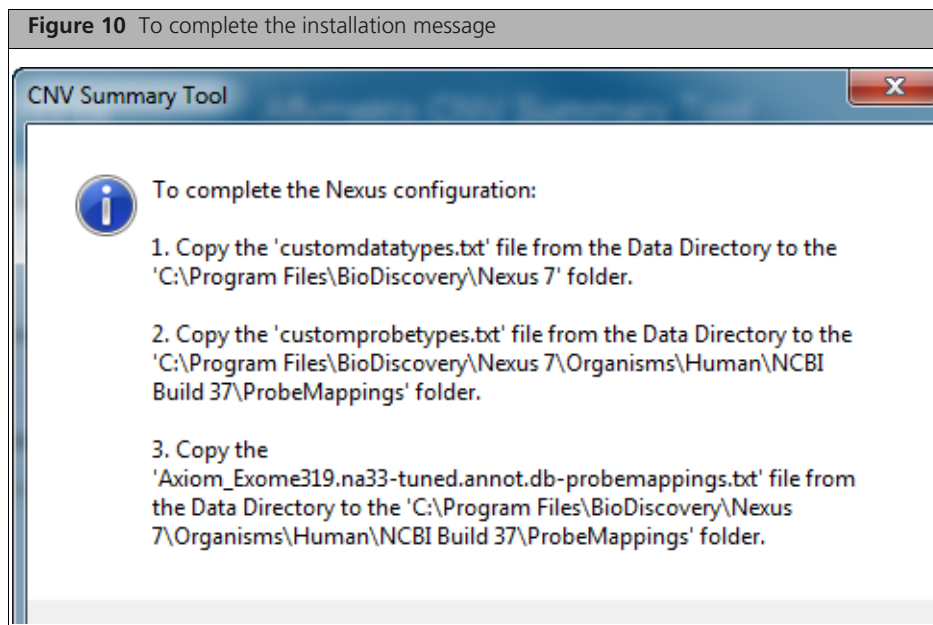 Figure 10 To complete the installation message
CNV Summary Tool
To complete the Nexus configuration:
1. Copy the 'customdatatypes.txt' file from the Data Directory to the
'C:\Program Files\BioDiscovery\Nexus 7' folder.
2. Copy the 'customprobetypes.txt' file from the Data Directory to the
'C:\Program Files\BioDiscovery\Nexus 7\Organisms\Human\NCBI
Build 37\ProbeMappings' folder.
3. Copy the
'Axiom_Exome319.na33-tuned.annot.db-probemappings.txt' file from
the Data Directory to the 'C:\Program Files\BioDiscovery\Nexus
7\Organisms\Human\NCBI Build 37\ProbeMappings' folder.